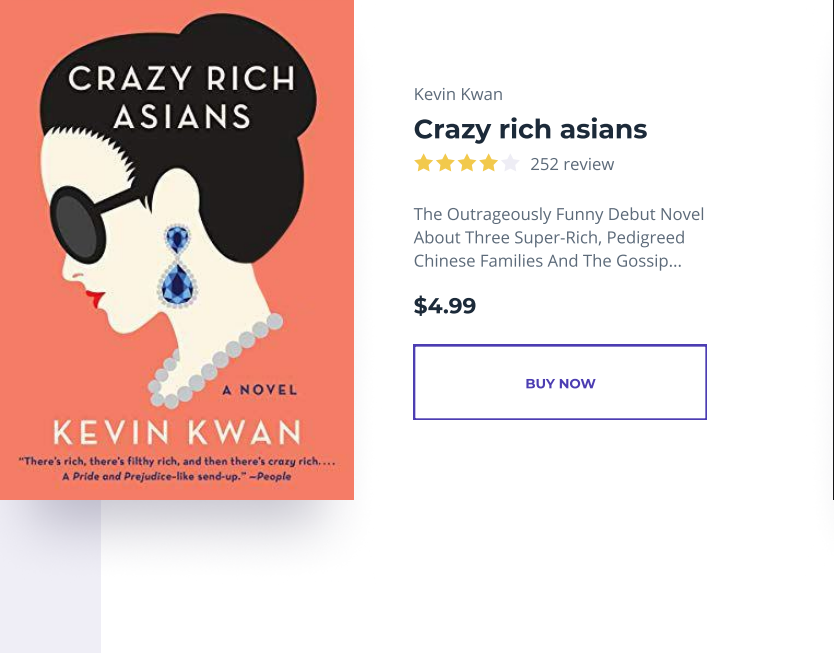 CRAZY RICH
ASIANS
A NOVEL
KEVIN KWAN
“There’s rich, there’s filthy rich, and then there’s crazy rich....
A Pride and Prejudice–like send-up.” —People
Kevin Kwan
Crazy rich asians
252 review
The Outrageously Funny Debut Novel
About Three Super-Rich, Pedigreed
Chinese Families And The Gossip...
$4.99
BUY NOW